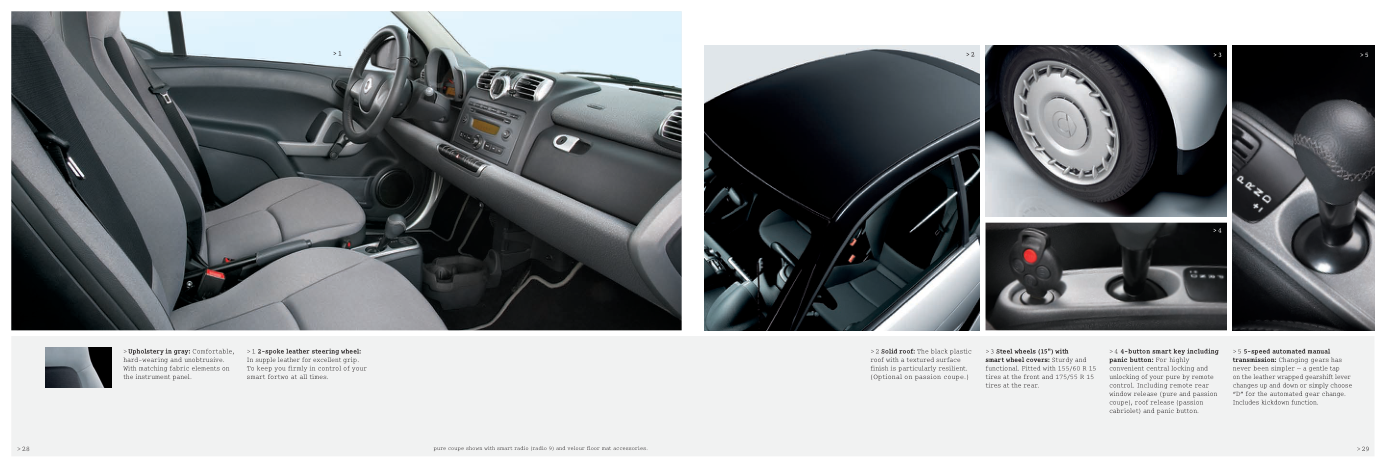 > 1
> 2
> 3
> 4
> 5
P R N D
+
-
> Upholstery in gray: Comfortable,
hard-wearing and unobtrusive.
With matching fabric elements on
the instrument panel.
> 1 2-spoke leather steering wheel:
In supple leather for excellent grip.
To keep you firmly in control of your
smart fortwo at all times.
> 2 Solid roof: The black plastic
roof with a textured surface
finish is particularly resilient.
(Optional on passion coupe.)
> 3 Steel wheels (15") with
smart wheel covers: Sturdy and
functional. Fitted with 155/60 R 15
tires at the front and 175/55 R 15
tires at the rear.
> 4 4-button smart key including
panic button: For highly
convenient central locking and
unlocking of your pure by remote
control. Including remote rear
window release (pure and passion
coupe), roof release (passion
cabriolet) and panic button.
> 5 5-speed automated manual
transmission: Changing gears has
never been simpler – a gentle tap
on the leather wrapped gearshift lever
changes up and down or simply choose
"D" for the automated gear change.
Includes kickdown function.
> 28
pure coupe shown with smart radio (radio 9) and velour floor mat accessories.
> 29